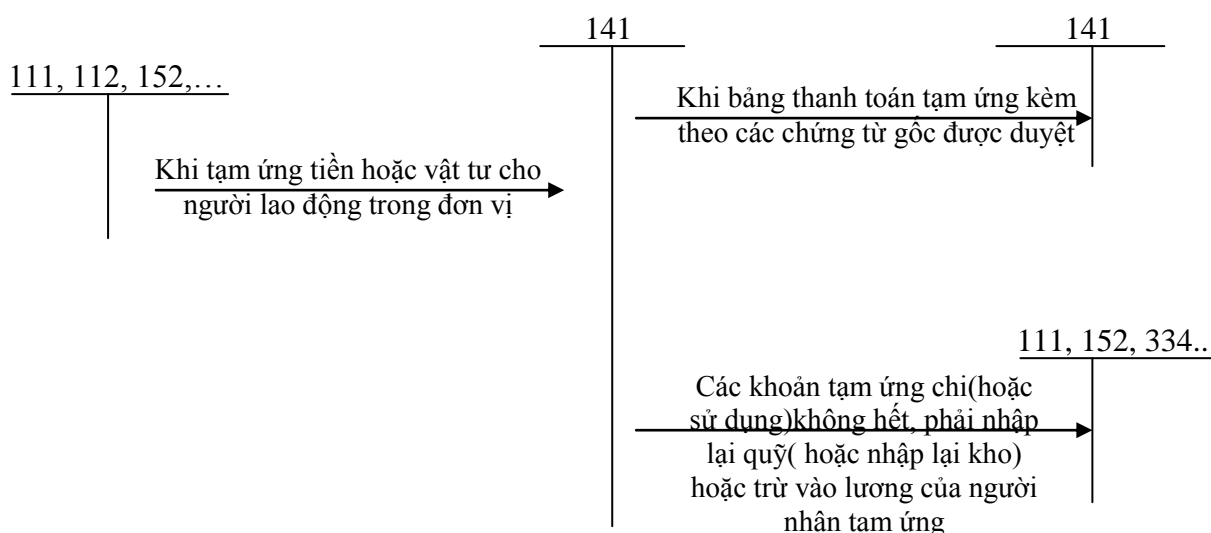 141
141
111, 112, 152,…
Khi bảng thanh toán tạm ứng kèm
theo các chứng từ gốc được duyệt
Khi tạm ứng tiền hoặc vật tư cho
người lao động trong đơn vị
111, 152, 334..
Các khoản tạm ứng chi(hoặc
sử dụng)không hết, phải nhập
lại quỹ( hoặc nhập lại kho)
hoặc trừ vào lương của người
nhận tạm ứng